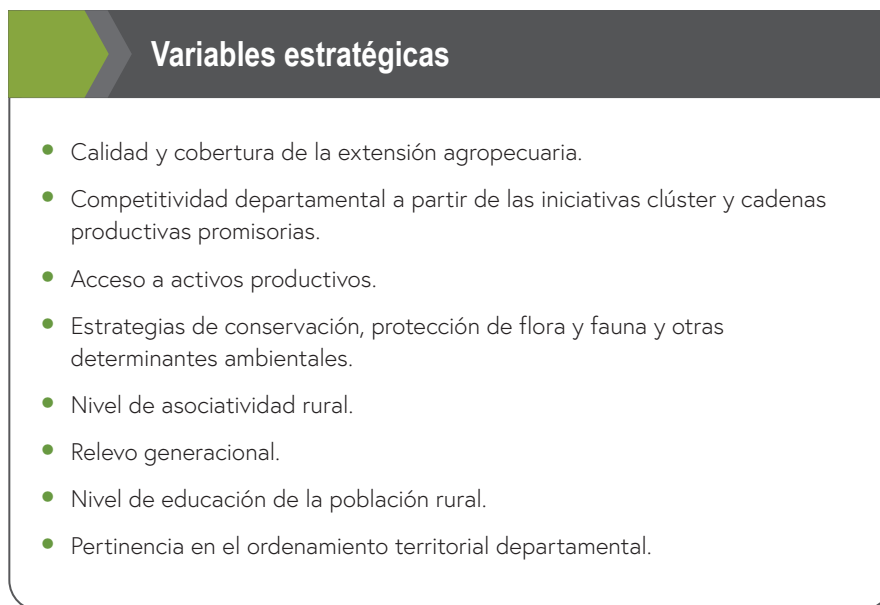 Variables estratégicas
• Calidad y cobertura de la extensión agropecuaria.
• Competitividad departamental a partir de las iniciativas clúster y cadenas
productivas promisorias.
• Acceso a activos productivos.
• Estrategias de conservación, protección de flora y fauna y otras
determinantes ambientales.
• Nivel de asociatividad rural.
• Relevo generacional.
• Nivel de educación de la población rural.
• Pertinencia en el ordenamiento territorial departamental.